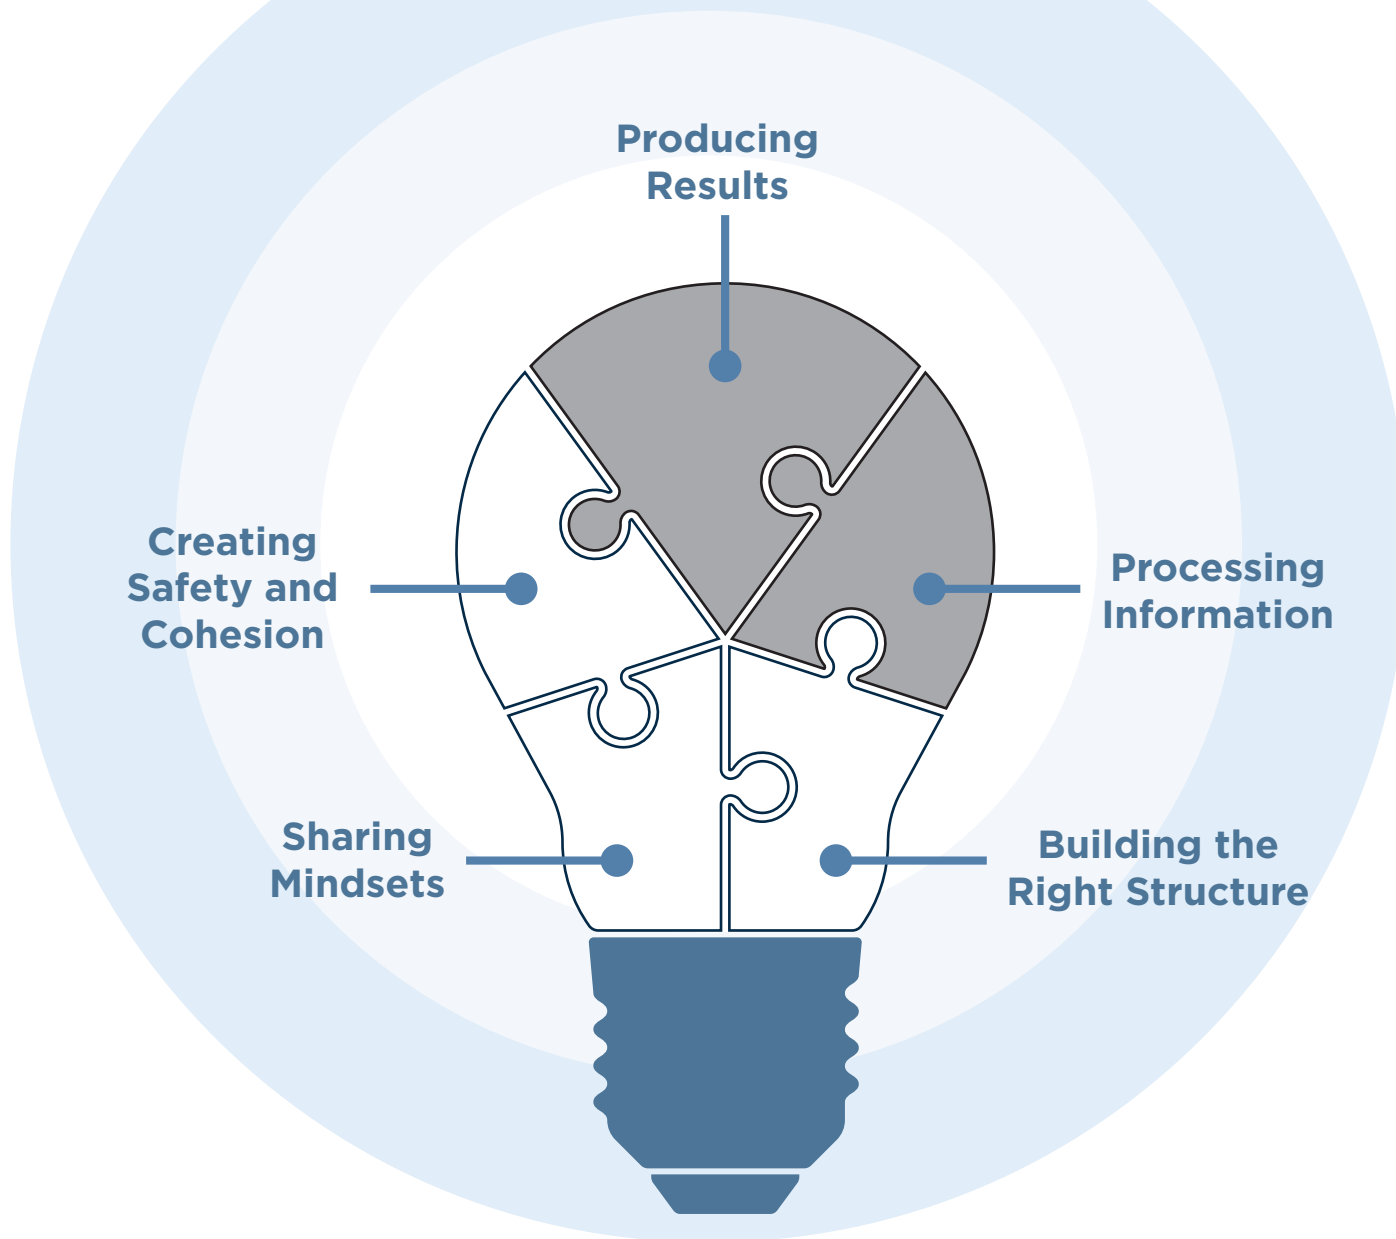 Producing
Results
Creating
Safety and
Cohesion
Processing
Information
Sharing
Mindsets
Building the
Right Structure